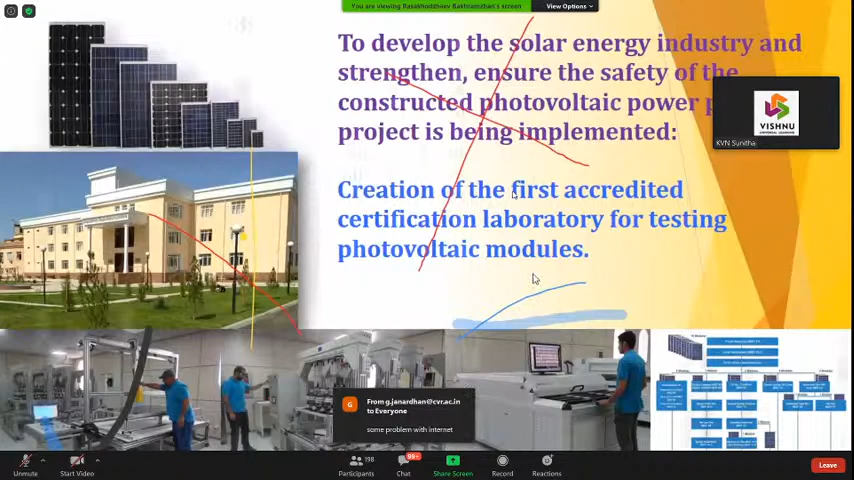 You are viewing Rasakhodzhaev Bakhramzhan's screen
View Options
To develop the solar energy industry and
strengthen, ensure the safety of the
constructed photovoltaic power
project is being implemented:
VISHNU
UNIVERSAL LEARNING
KVN Sunitha
Creation of the first accredited
certification laboratory for testing
photovoltaic modules.
G
From g.janardhan@cvr.ac.in
to Everyone
some problem with internet
Unmute
Start Video
198
Participants
99+
Chat
Share Screen
Record
Reactions
Leave